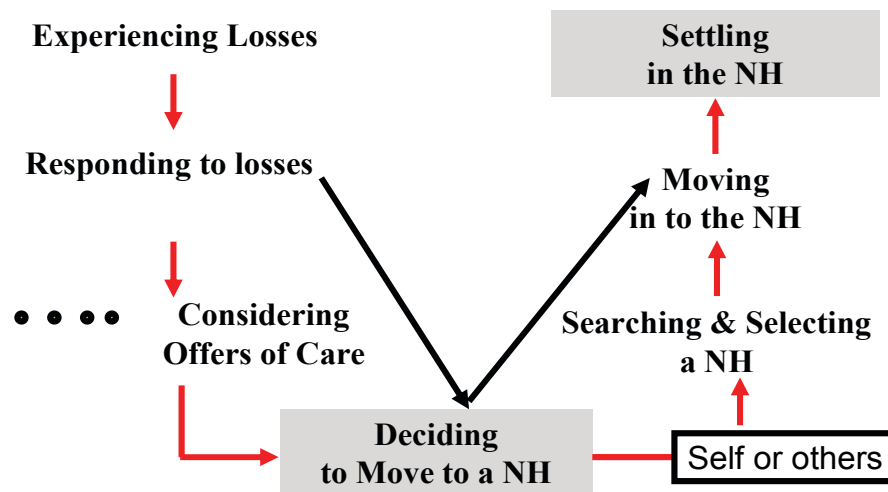 Experiencing Losses
Responding to losses
Considering
Offers of Care
Deciding
to Move to a NH
Self or others
Searching & Selecting
a NH
Moving
in to the NH
Settling
in the NH